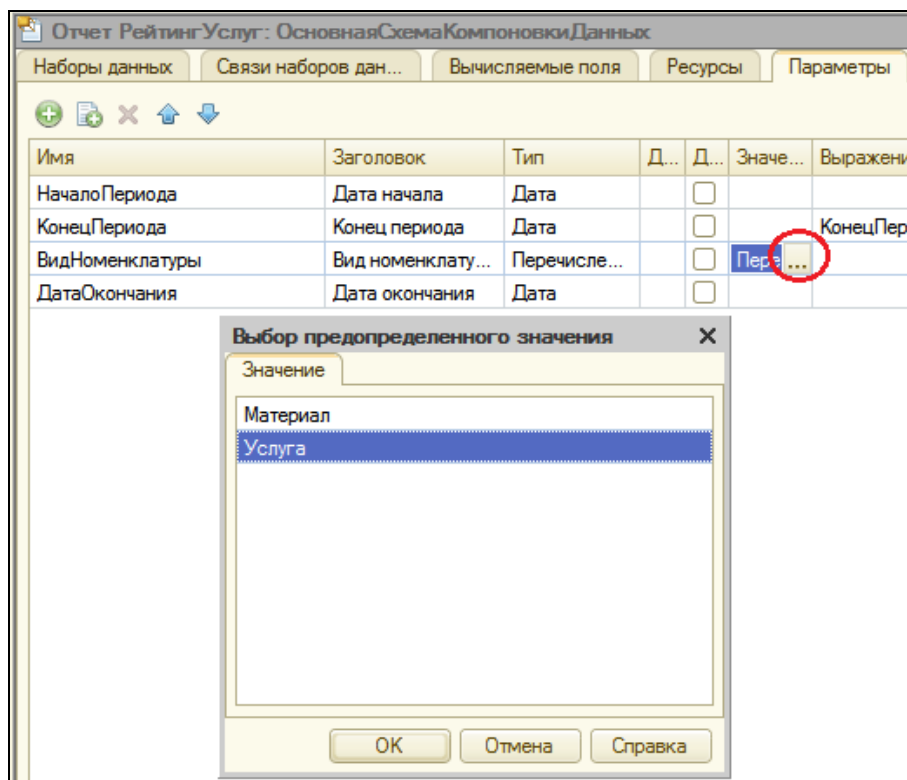 Отчет РейтингУслуг: ОсновнаяСхемаКомпоновкиДанных
Наборы данных Связи наборов дан... Вычисляемые поля Ресурсы Параметры
Имя Заголовок Тип Д... Д... Значе... Выражени
НачалоПериода Дата начала Дата
КонецПериода Конец периода Дата КонецПер
ВидНоменклатуры Вид номенклату... Перечисле... Пере ...
ДатаОкончания Дата окончания Дата
Выбор предопределенного значения
Значение
Материал
Услуга
OK Отмена Справка